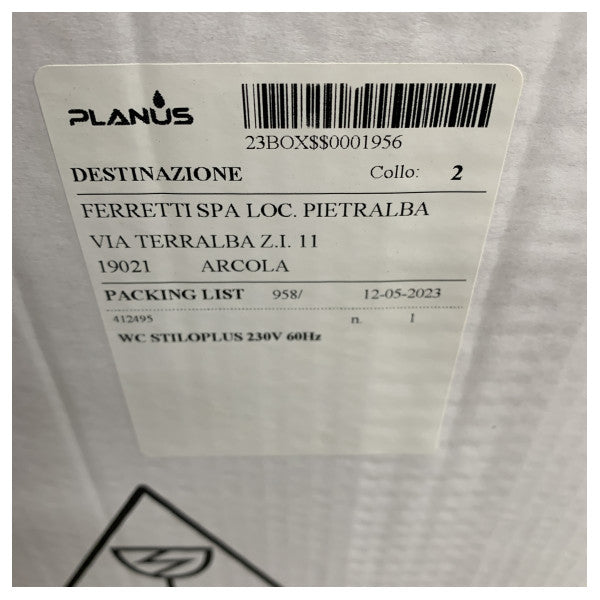 PLANUS
23BOX$$0001956
DESTINAZIONE Collo: 2
FERRETTI SPA LOC. PIETRALBA
VIA TERRALBA Z.I. 11
19021 ARCOLA
PACKING LIST 958/ 12-05-2023
412495 n. 1
WC STILOPLUS 230V 60Hz